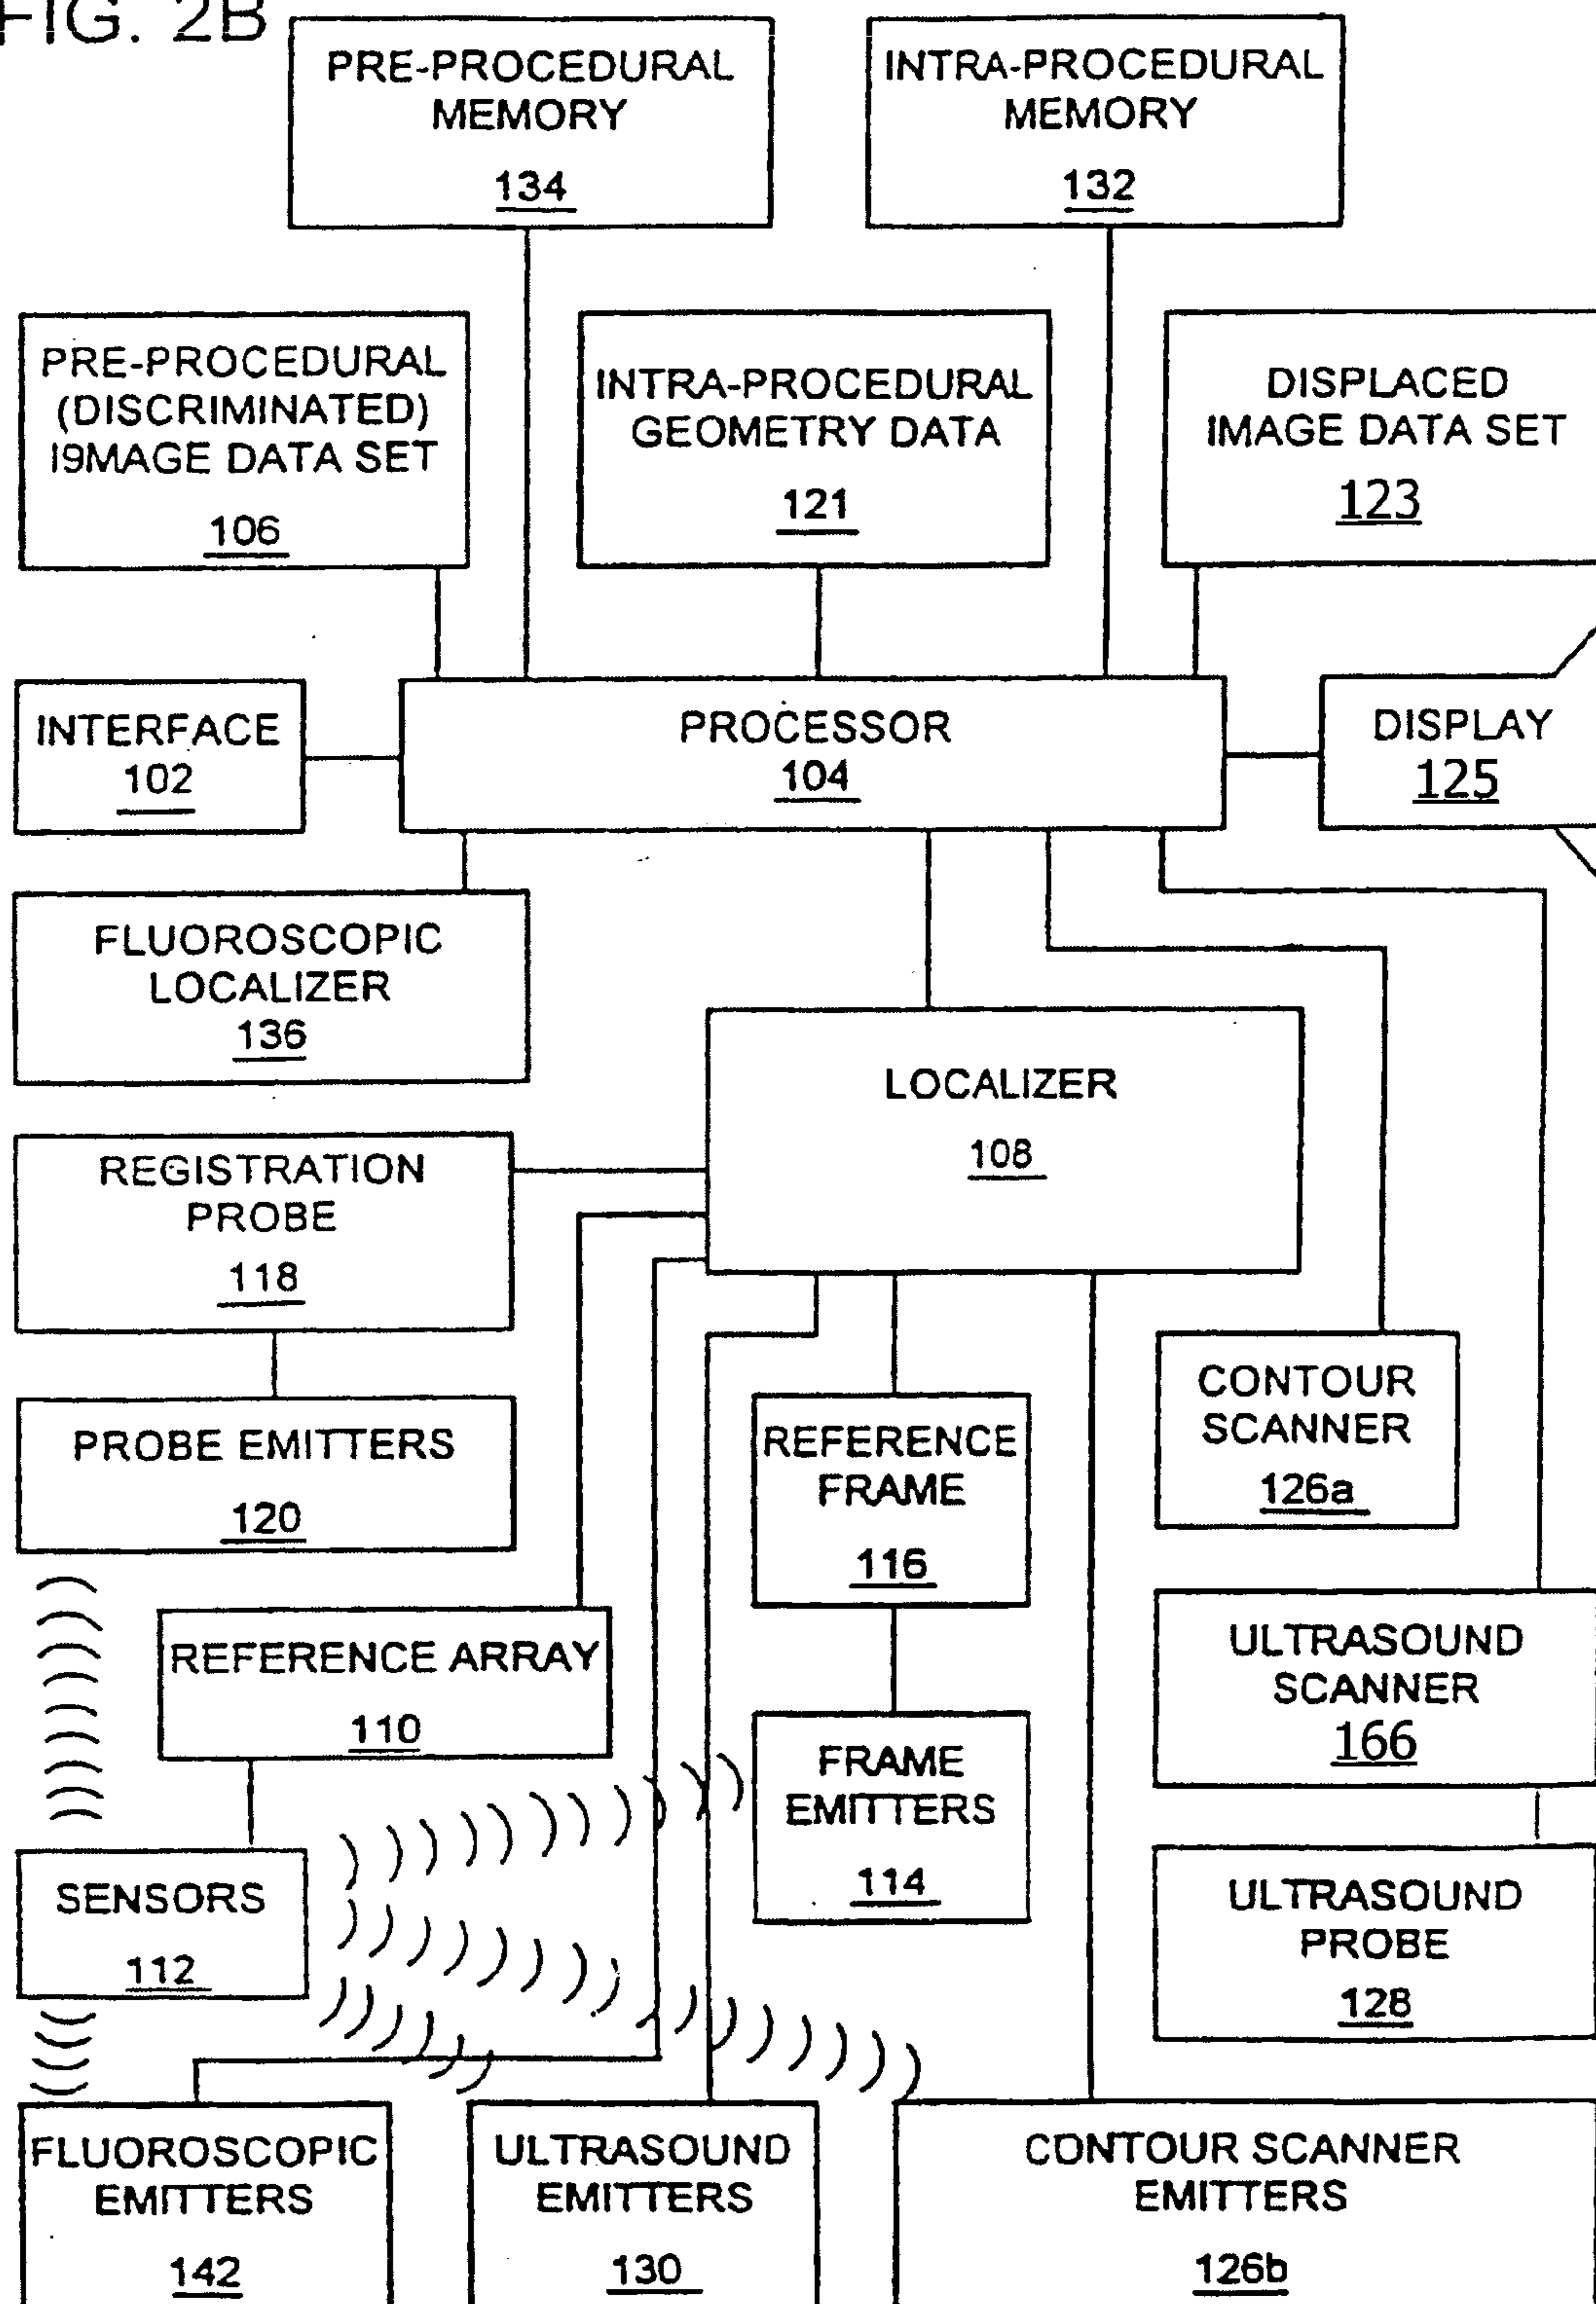 FIG. 2B
PRE-PROCEDURAL
MEMORY
134
INTRA-PROCEDURAL
MEMORY
132
PRE-PROCEDURAL
(DISCRIMINATED)
I9MAGE DATA SET
106
INTRA-PROCEDURAL
GEOMETRY DATA
121
DISPLACED
IMAGE DATA SET
123
INTERFACE
102
PROCESSOR
104
DISPLAY
125
FLUOROSCOPIC
LOCALIZER
136
LOCALIZER
108
REGISTRATION
PROBE
118
PROBE EMITTERS
120
REFERENCE
FRAME
116
CONTOUR
SCANNER
126a
REFERENCE ARRAY
110
ULTRASOUND
SCANNER
166
FRAME
EMITTERS
114
SENSORS
112
ULTRASOUND
PROBE
128
FLUOROSCOPIC
EMITTERS
142
ULTRASOUND
EMITTERS
130
CONTOUR SCANNER
EMITTERS
126b